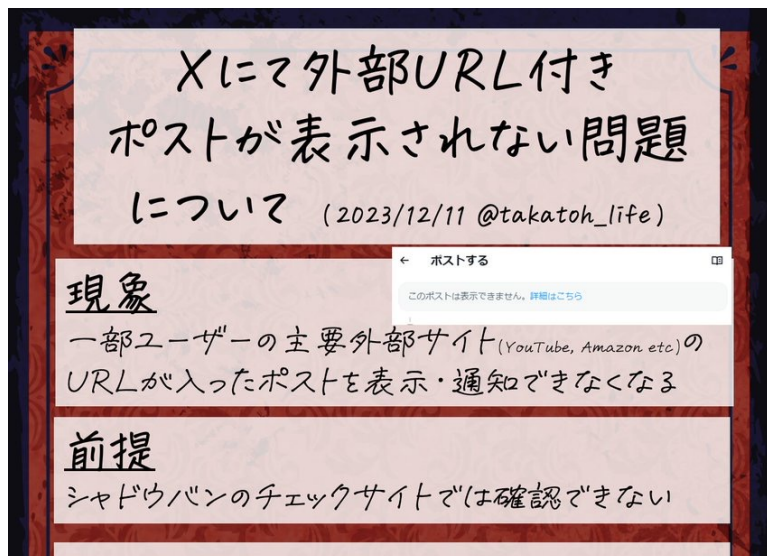 Xにて外部URL付き
ポストが表示されない問題
について (2023/12/11 @takatoh_life)
← ポストする
このポストは表示できません。詳細はこちら
現象
一部ユーザーの主要外部サイト(YouTube, Amazon etc)の
URLが入ったポストを表示・通知できなくなる
前提
シャドウバンのチェックサイトでは確認できない